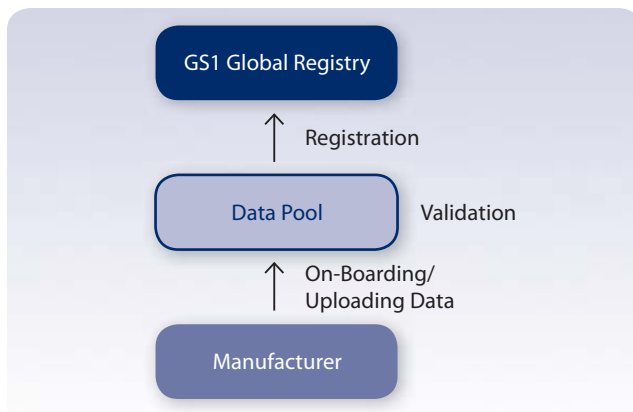 GS1 Global Registry
Registration
Data Pool
Validation
On-Boarding/
Uploading Data
Manufacturer